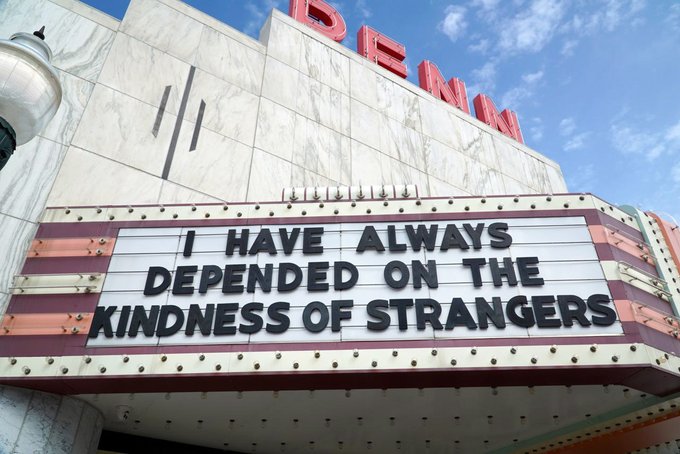 PENN
I HAVE ALWAYS
DEPENDED ON THE
KINDNESS OF STRANGERS